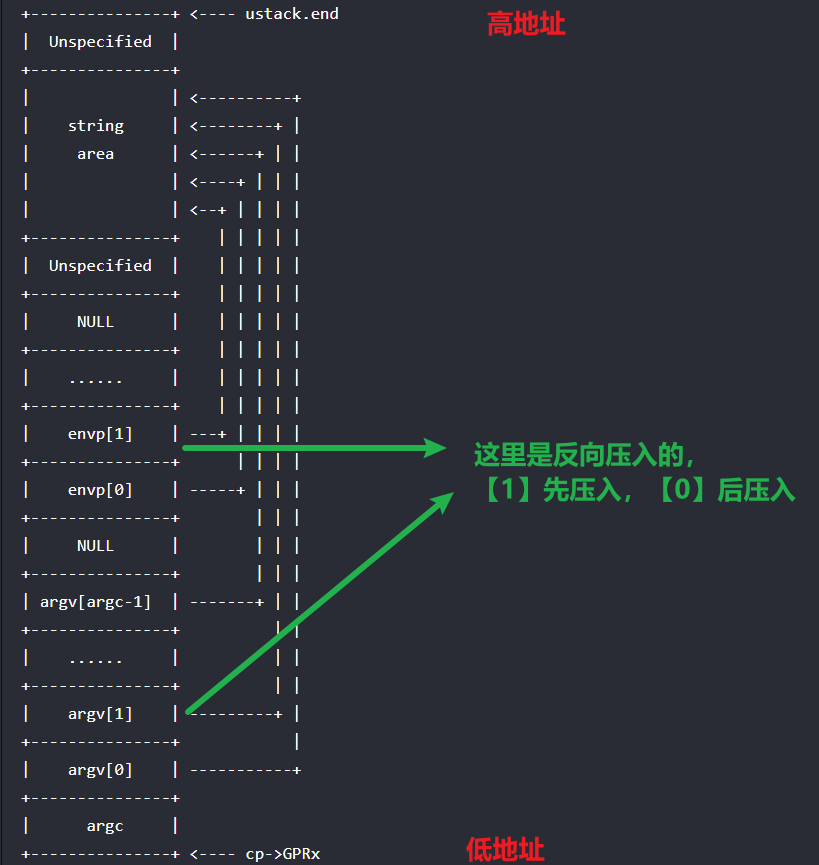 +---------------+ <---- ustack.end
高地址
|  Unspecified  |
+---------------+
|               | <----------+
|    string     | <--------+ |
|     area      | <------+ | |
|               | <----+ | | |
|               | <--+ | | | |
+---------------+    | | | | |
|  Unspecified  |    | | | | |
+---------------+    | | | | |
|     NULL      |    | | | | |
+---------------+    | | | | |
|    ......     |    | | | | |
+---------------+    | | | | |
|    envp[1]    | ---+ | | | |
+---------------+      | | | |
这里是反向压入的，
|    envp[0]    | -----+ | | |
【1】先压入，【0】后压入
+---------------+        | | |
|     NULL      |        | | |
+---------------+        | | |
| argv[argc-1]  | -------+ | |
+---------------+          | |
|    ......     |          | |
+---------------+          | |
|    argv[1]    | ---------+ |
+---------------+            |
|    argv[0]    | -----------+
+---------------+
|      argc     |
+---------------+ <---- cp->GPRx
低地址